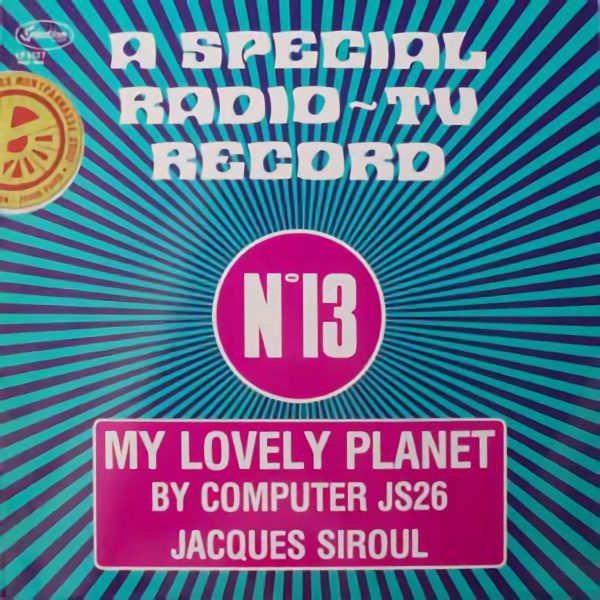 A SPECIAL
RADIO~TV
RECORD
N°13
MY LOVELY PLANET
BY COMPUTER JS26
JACQUES SIROUL